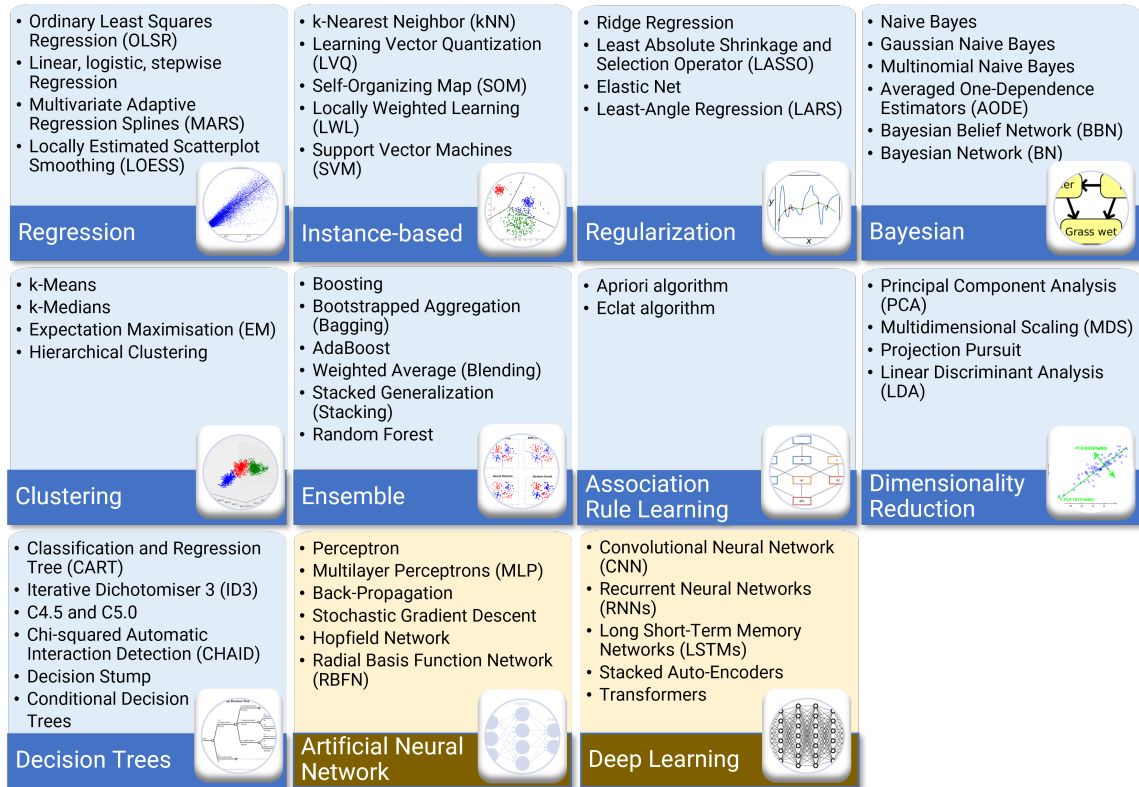 • Ordinary Least Squares
Regression (OLSR)
• Linear, logistic, stepwise
Regression
• Multivariate Adaptive
Regression Splines (MARS)
• Locally Estimated Scatterplot
Smoothing (LOESS)
Regression
• k-Nearest Neighbor (kNN)
• Learning Vector Quantization
(LVQ)
• Self-Organizing Map (SOM)
• Locally Weighted Learning
(LWL)
• Support Vector Machines
(SVM)
Instance-based
• Ridge Regression
• Least Absolute Shrinkage and
Selection Operator (LASSO)
• Elastic Net
• Least-Angle Regression (LARS)
y
x
Regularization
• Naive Bayes
• Gaussian Naive Bayes
• Multinomial Naive Bayes
• Averaged One-Dependence
Estimators (AODE)
• Bayesian Belief Network (BBN)
• Bayesian Network (BN)
Grass wet
Bayesian
• k-Means
• k-Medians
• Expectation Maximisation (EM)
• Hierarchical Clustering
Clustering
• Boosting
• Bootstrapped Aggregation
(Bagging)
• AdaBoost
• Weighted Average (Blending)
• Stacked Generalization
(Stacking)
• Random Forest
Ensemble
• Apriori algorithm
• Eclat algorithm
Association
Rule Learning
• Principal Component Analysis
(PCA)
• Multidimensional Scaling (MDS)
• Projection Pursuit
• Linear Discriminant Analysis
(LDA)
PCA 2nd Direction
PCA 1st Direction
Dimensionality
Reduction
• Classification and Regression
Tree (CART)
• Iterative Dichotomiser 3 (ID3)
• C4.5 and C5.0
• Chi-squared Automatic
Interaction Detection (CHAID)
• Decision Stump
• Conditional Decision
Trees
Decision Trees
• Perceptron
• Multilayer Perceptrons (MLP)
• Back-Propagation
• Stochastic Gradient Descent
• Hopfield Network
• Radial Basis Function Network
(RBFN)
Artificial Neural
Network
• Convolutional Neural Network
(CNN)
• Recurrent Neural Networks
(RNNs)
• Long Short-Term Memory
Networks (LSTMs)
• Stacked Auto-Encoders
• Transformers
Deep Learning